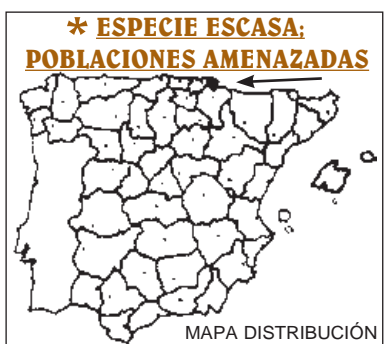 * ESPECIE ESCASA:
POBLACIONES AMENAZADAS
MAPA DISTRIBUCIÓN